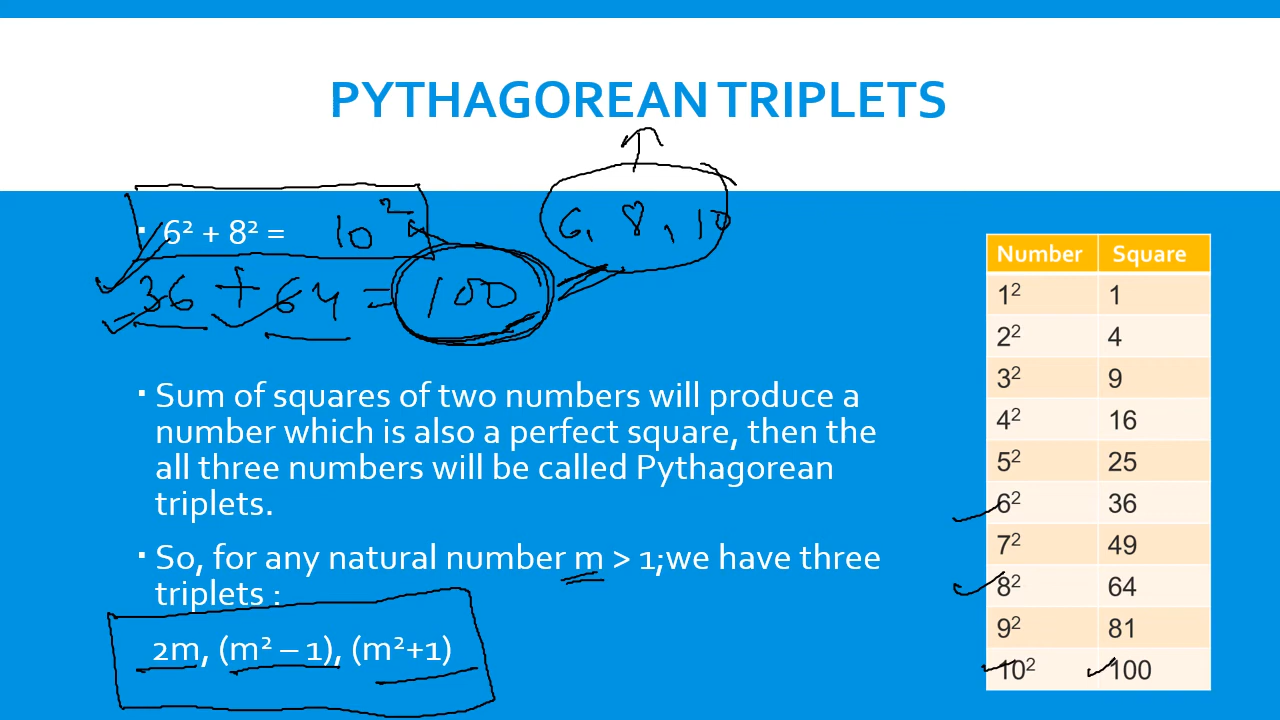 PYTHAGOREAN TRIPLETS
6² + 8² = 10²
6, 8, 10
36 + 64 = 100
Sum of squares of two numbers will produce a
number which is also a perfect square, then the
all three numbers will be called Pythagorean
triplets.
So, for any natural number m > 1;we have three
triplets :
2m, (m² – 1), (m²+1)
Number Square
1² 1
2² 4
3² 9
4² 16
5² 25
6² 36
7² 49
8² 64
9² 81
10² 100